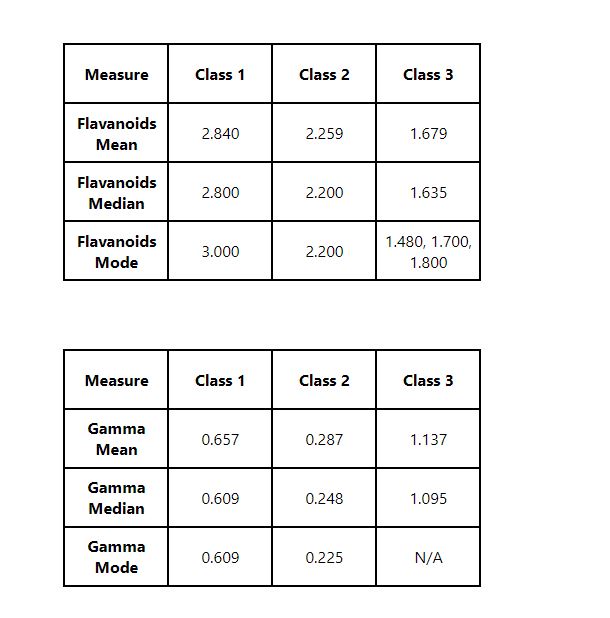 Measure Class 1 Class 2 Class 3
Flavanoids
Mean 2.840 2.259 1.679
Flavanoids
Median 2.800 2.200 1.635
Flavanoids
Mode 3.000 2.200 1.480, 1.700,
1.800
Measure Class 1 Class 2 Class 3
Gamma
Mean 0.657 0.287 1.137
Gamma
Median 0.609 0.248 1.095
Gamma
Mode 0.609 0.225 N/A